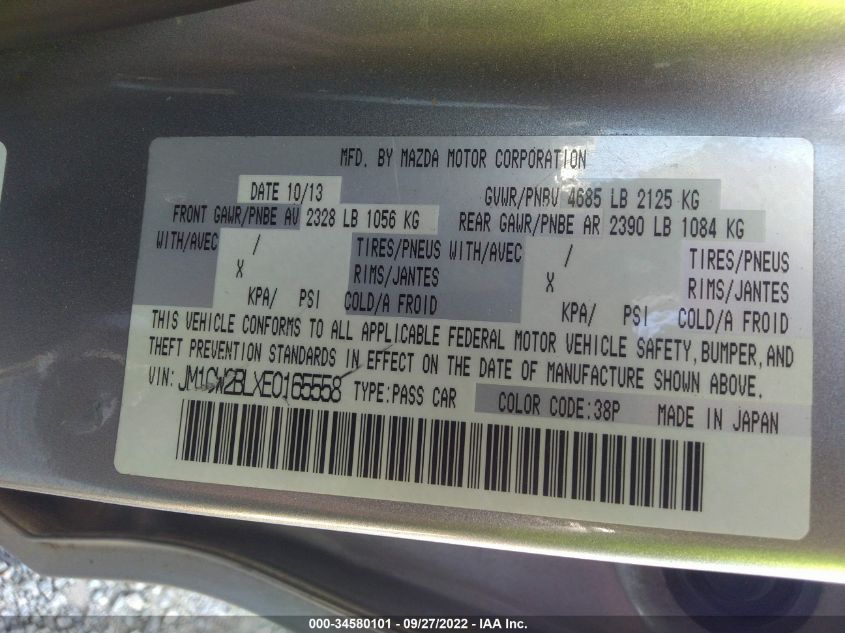 MFD. BY MAZDA MOTOR CORPORATION
DATE 10/13 GVWR/PNBV 4685 LB 2125 KG
FRONT GAWR/PNBE AV 2328 LB 1056 KG REAR GAWR/PNBE AR 2390 LB 1084 KG
WITH/AVEC / TIRES/PNEUS WITH/AVEC / TIRES/PNEUS
X RIMS/JANTES X RIMS/JANTES
KPA/ PSI COLD/A FROID KPA/ PSI COLD/A FROID
THIS VEHICLE CONFORMS TO ALL APPLICABLE FEDERAL MOTOR VEHICLE SAFETY, BUMPER, AND
THEFT PREVENTION STANDARDS IN EFFECT ON THE DATE OF MANUFACTURE SHOWN ABOVE.
VIN: JM1CW2BLXE0165558 TYPE:PASS CAR COLOR CODE:38P MADE IN JAPAN
000-34580101 - 09/27/2022 - IAA Inc.